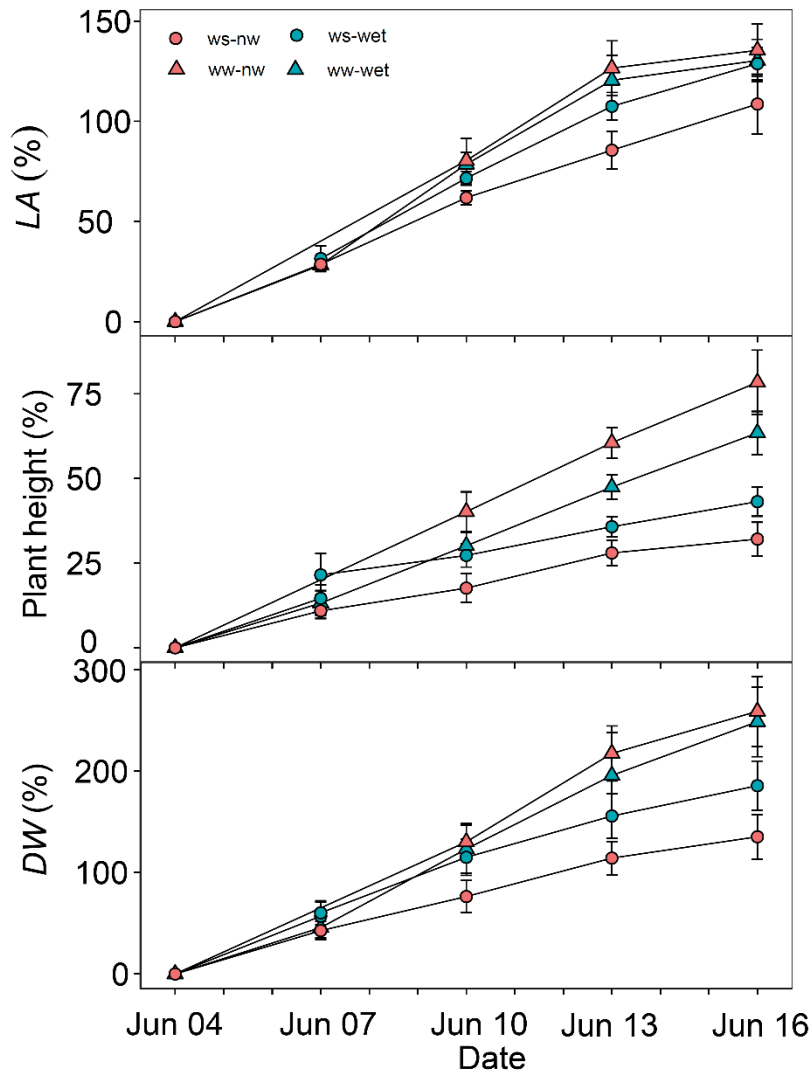 150
ws-nw
ws-wet
ww-nw
ww-wet
100
LA (%)
50
0
75
Plant height (%)
50
25
0
300
200
DW (%)
100
0
Jun 04 Jun 07 Jun 10 Jun 13 Jun 16
Date